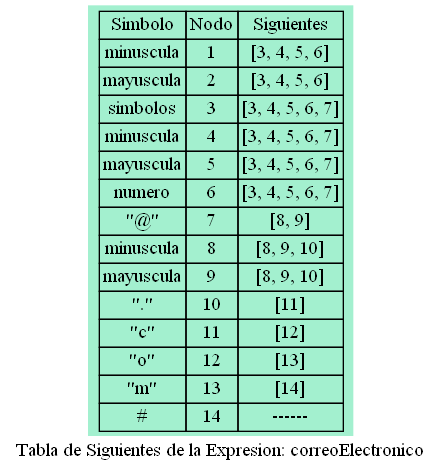 Simbolo Nodo Siguientes
minuscula 1 [3, 4, 5, 6]
mayuscula 2 [3, 4, 5, 6]
simbolos 3 [3, 4, 5, 6, 7]
minuscula 4 [3, 4, 5, 6, 7]
mayuscula 5 [3, 4, 5, 6, 7]
numero 6 [3, 4, 5, 6, 7]
"@" 7 [8, 9]
minuscula 8 [8, 9, 10]
mayuscula 9 [8, 9, 10]
"." 10 [11]
"c" 11 [12]
"o" 12 [13]
"m" 13 [14]
# 14 ------
Tabla de Siguientes de la Expresion: correoElectronico